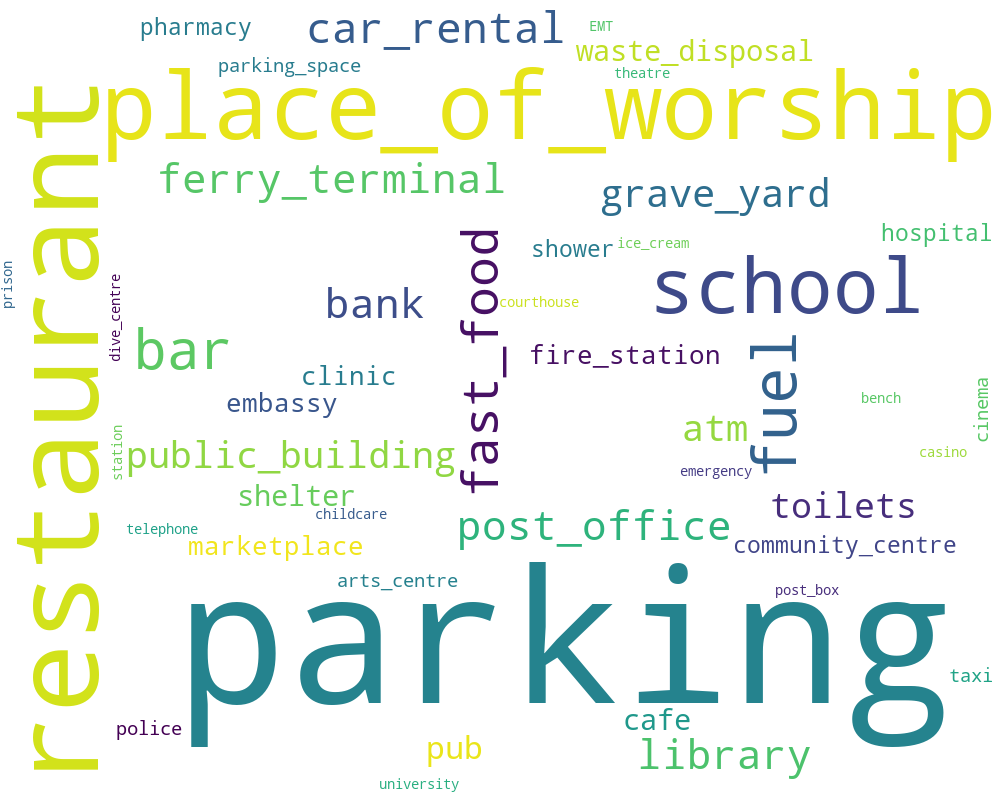 pharmacy
car_rental
EMT
waste_disposal
parking_space
theatre
restaurant
place_of_worship
ferry_terminal
grave_yard
hospital
shower
ice_cream
prison
dive_centre
bank
fast_food
courthouse
school
bar
fire_station
fuel
clinic
embassy
bench
cinema
atm
casino
station
public_building
emergency
shelter
toilets
childcare
telephone
post_office
marketplace
community_centre
arts_centre
post_box
parking
taxi
police
cafe
pub
library
university